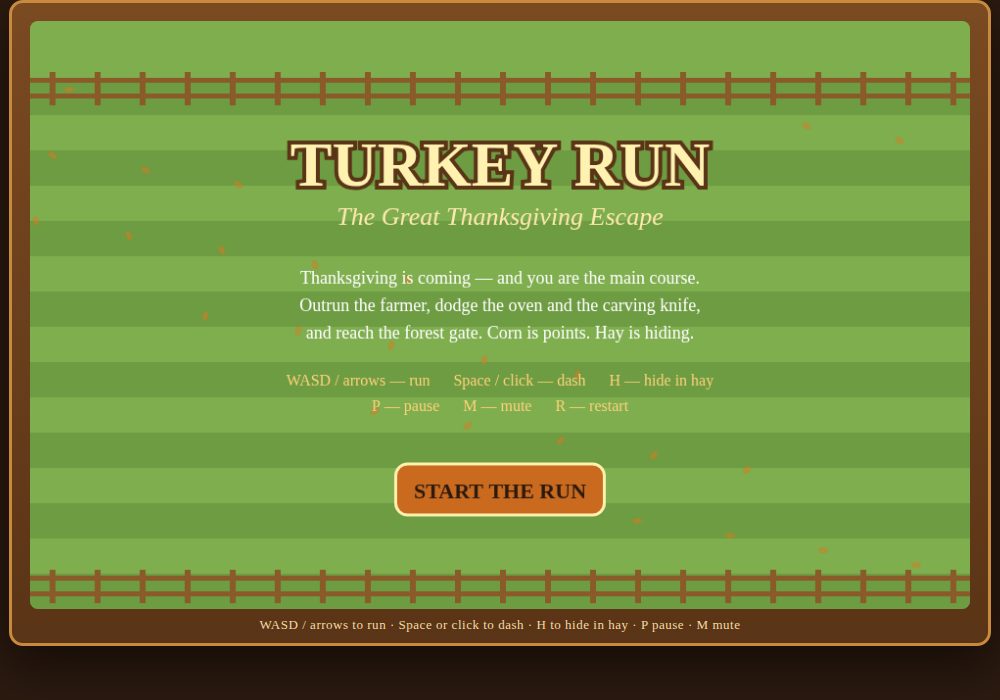 TURKEY RUN
The Great Thanksgiving Escape
Thanksgiving is coming — and you are the main course.
Outrun the farmer, dodge the oven and the carving knife,
and reach the forest gate. Corn is points. Hay is hiding.
WASD / arrows — run Space / click — dash H — hide in hay
P — pause M — mute R — restart
START THE RUN
WASD / arrows to run · Space or click to dash · H to hide in hay · P pause · M mute